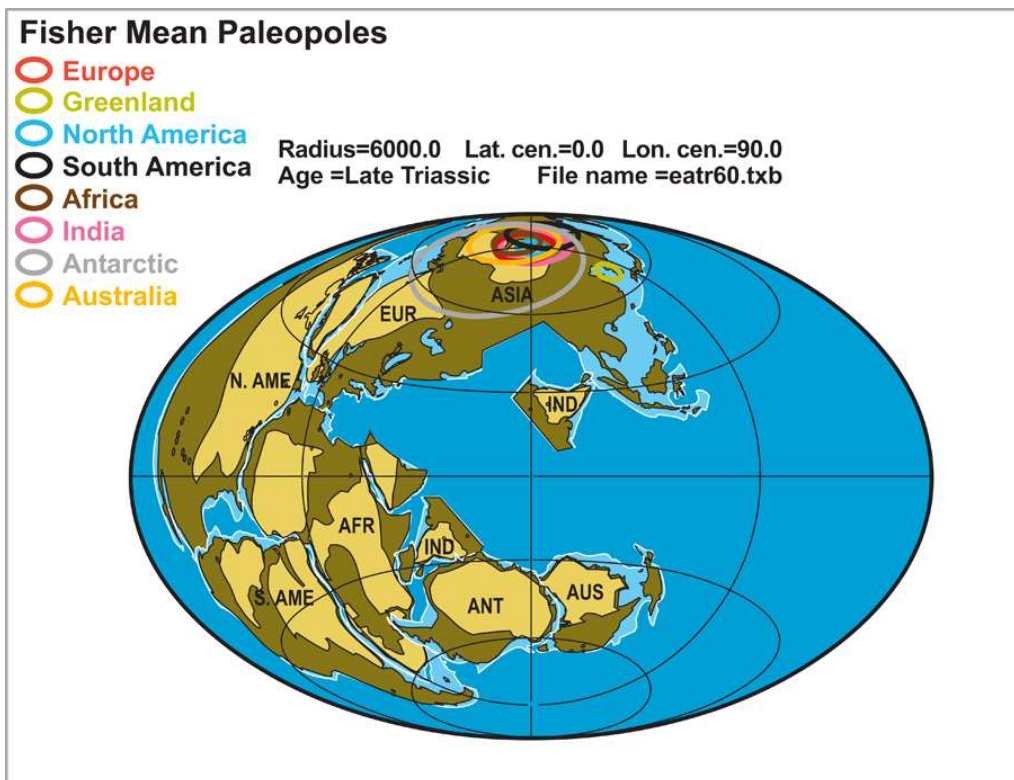 Fisher Mean Paleopoles
Europe
Greenland
North America
South America
Africa
India
Antarctic
Australia
Radius=6000.0 Lat. cen.=0.0 Lon. cen.=90.0
Age =Late Triassic File name =eatr60.txb
ASIA
EUR
N. AME
IND
AFR
IND
S. AME
ANT
AUS